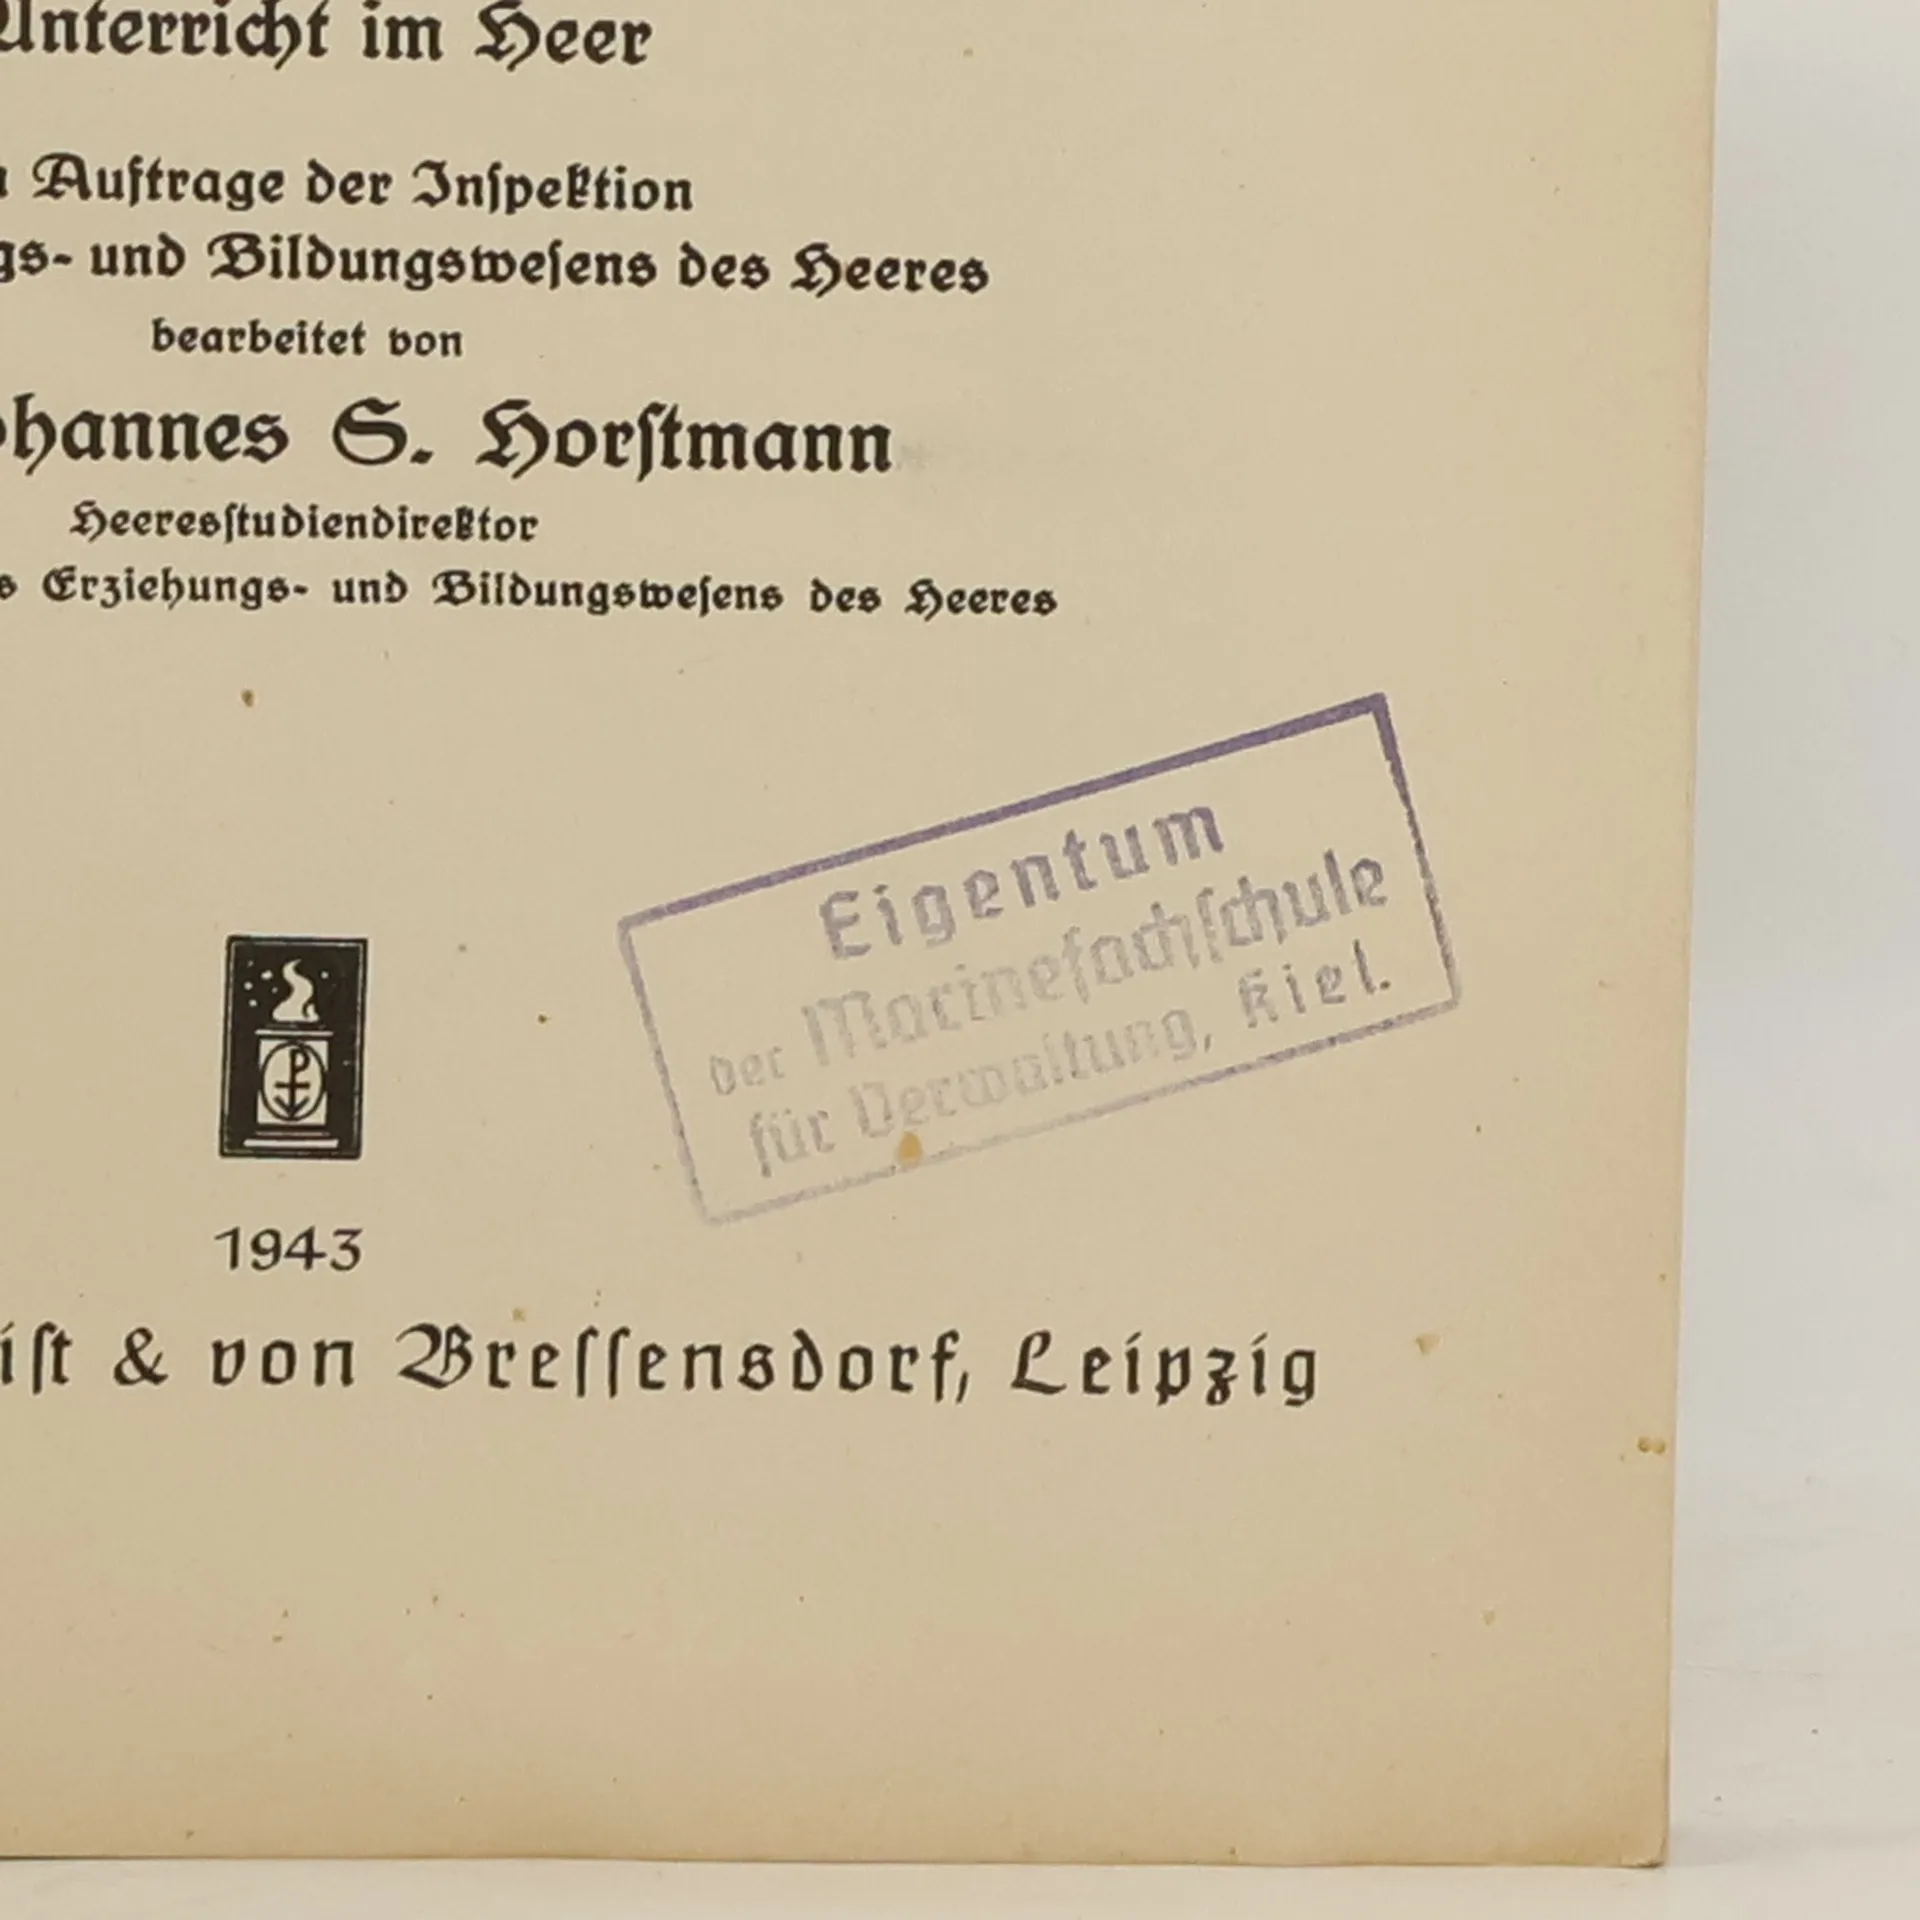 Unterricht im Heer
Auftrage der Inſpektion
gs- und Bildungsweſens des Heeres
bearbeitet von
ohannes S. Horſtmann
Heeresſtudiendirektor
s Erziehungs- und Bildungsweſens des Heeres
Eigentum
der Marinefachſchule
für Verwaltung, Kiel.
1943
iſt & von Breſſensdorf, Leipzig